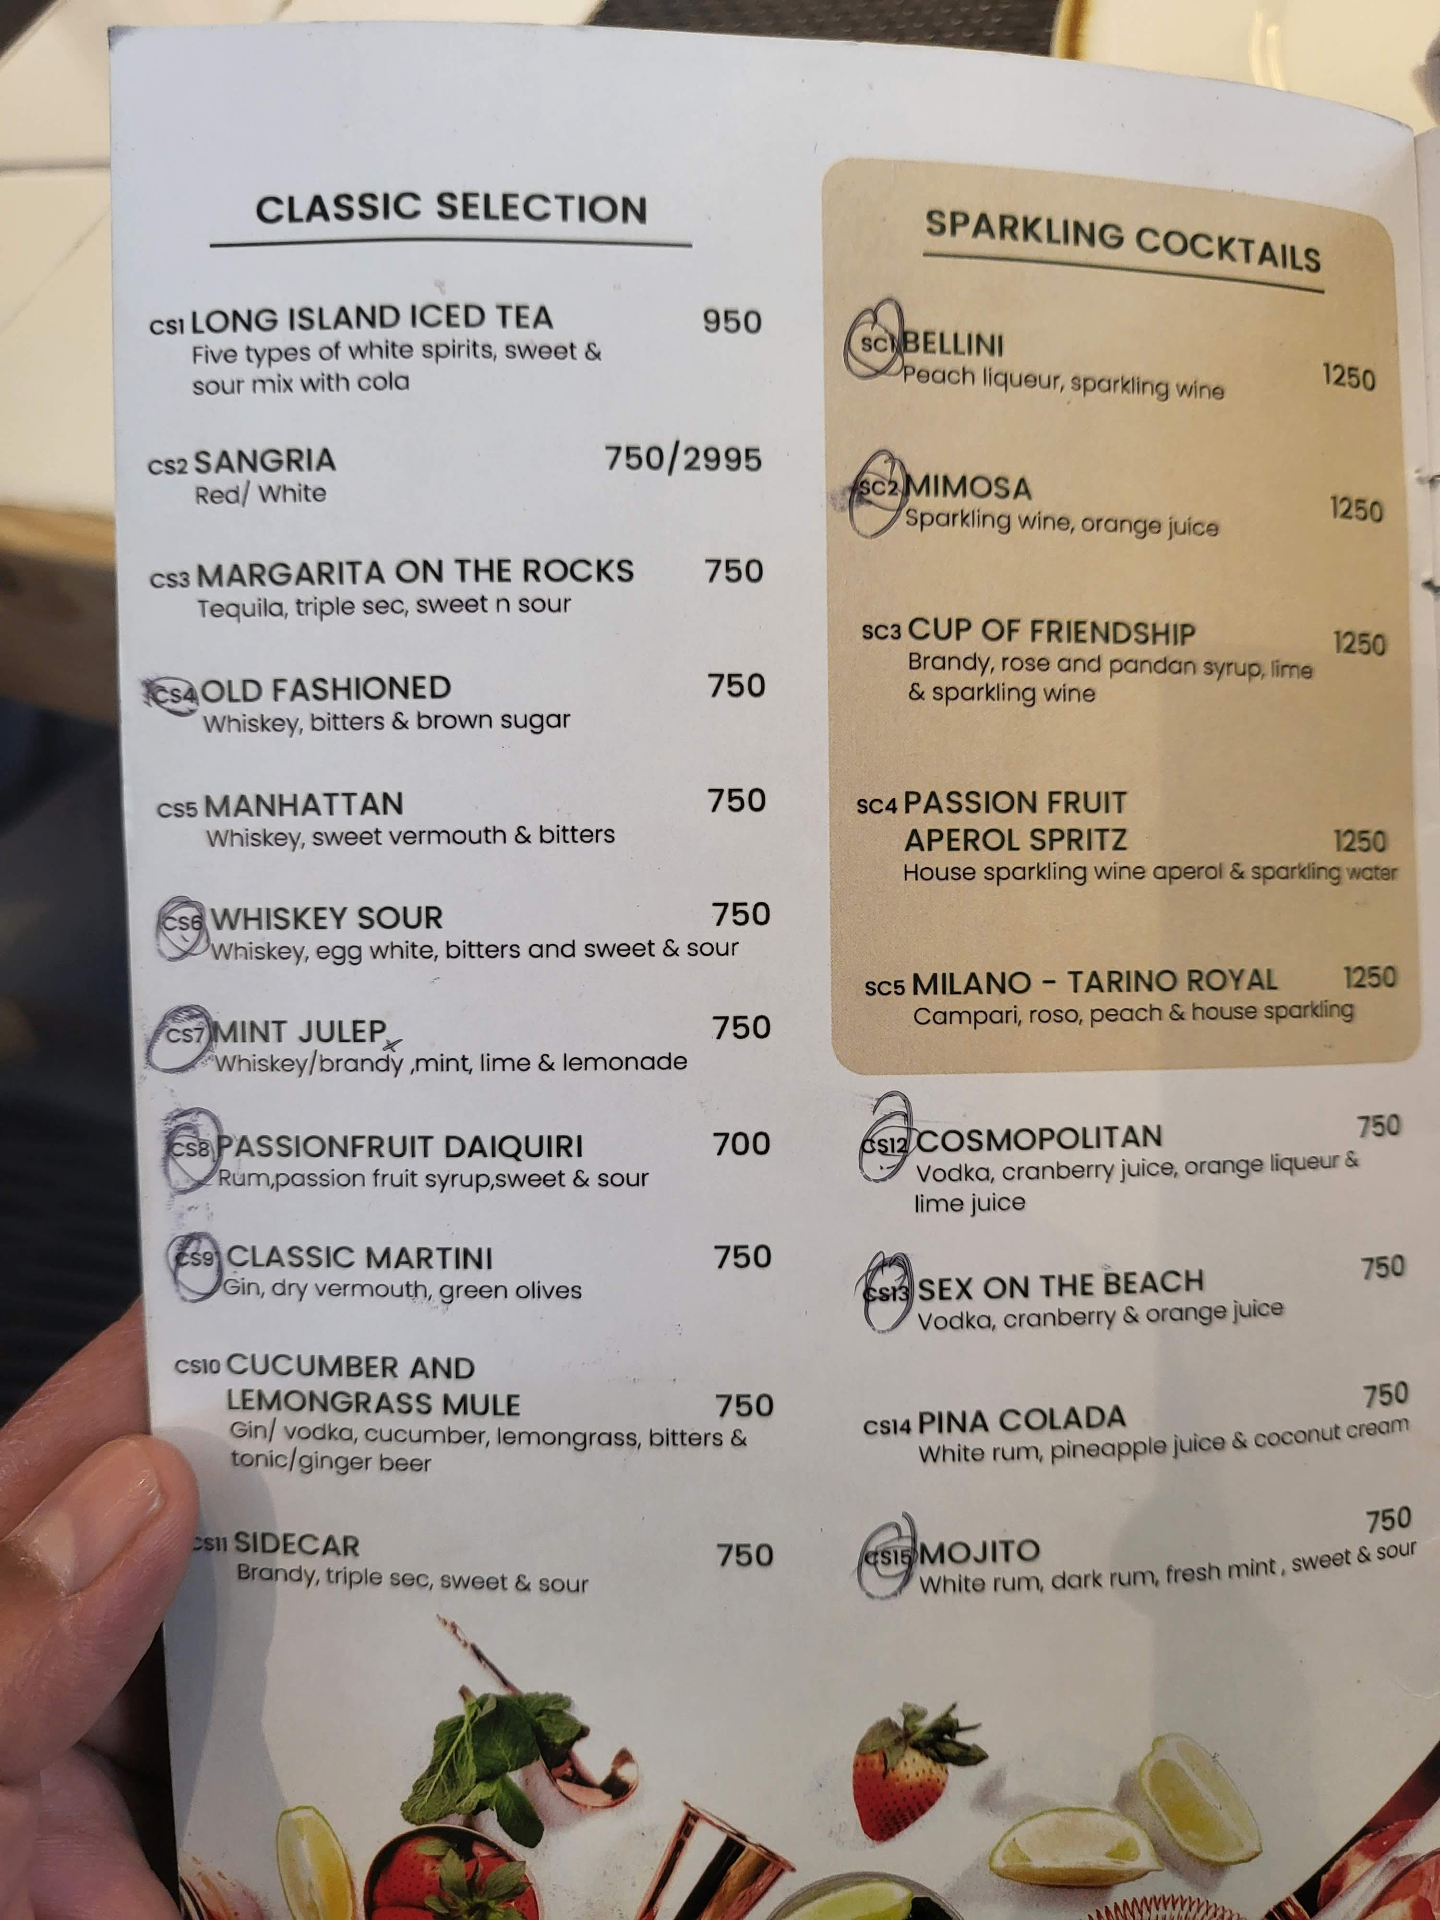 CLASSIC SELECTION
CS1 LONG ISLAND ICED TEA 950
Five types of white spirits, sweet &
sour mix with cola
CS2 SANGRIA 750/2995
Red/ White
CS3 MARGARITA ON THE ROCKS 750
Tequila, triple sec, sweet n sour
CS4 OLD FASHIONED 750
Whiskey, bitters & brown sugar
CS5 MANHATTAN 750
Whiskey, sweet vermouth & bitters
CS6 WHISKEY SOUR 750
Whiskey, egg white, bitters and sweet & sour
CS7 MINT JULEP 750
Whiskey/brandy ,mint, lime & lemonade
CS8 PASSIONFRUIT DAIQUIRI 700
Rum,passion fruit syrup,sweet & sour
CS9 CLASSIC MARTINI 750
Gin, dry vermouth, green olives
CS10 CUCUMBER AND
LEMONGRASS MULE 750
Gin/ vodka, cucumber, lemongrass, bitters &
tonic/ginger beer
CS11 SIDECAR 750
Brandy, triple sec, sweet & sour
SPARKLING COCKTAILS
SC1 BELLINI
Peach liqueur, sparkling wine 1250
SC2 MIMOSA
Sparkling wine, orange juice 1250
SC3 CUP OF FRIENDSHIP 1250
Brandy, rose and pandan syrup, lime
& sparkling wine
SC4 PASSION FRUIT
APEROL SPRITZ 1250
House sparkling wine aperol & sparkling water
SC5 MILANO - TARINO ROYAL 1250
Campari, roso, peach & house sparkling
CS12 COSMOPOLITAN 750
Vodka, cranberry juice, orange liqueur &
lime juice
CS13 SEX ON THE BEACH 750
Vodka, cranberry & orange juice
CS14 PINA COLADA 750
White rum, pineapple juice & coconut cream
CS15 MOJITO 750
White rum, dark rum, fresh mint, sweet & sour